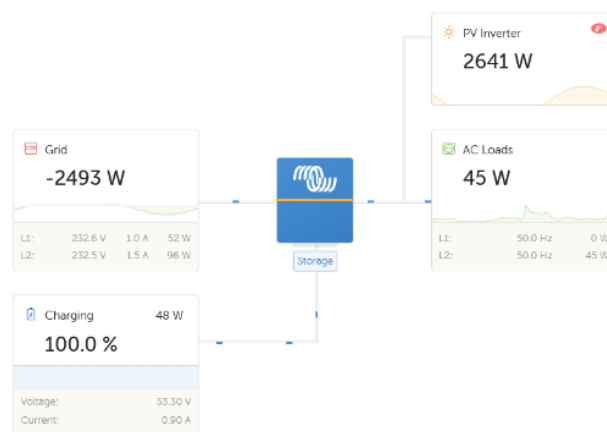 PV Inverter
2641 W
Grid
-2493 W
L1: 232.6 V 1.0 A 52 W
L2: 232.5 V 1.5 A 96 W
AC Loads
45 W
L1: 50.0 Hz 0 W
L2: 50.0 Hz 45 W
Storage
Charging 48 W
100.0 %
Voltage: 53.30 V
Current: 0.90 A